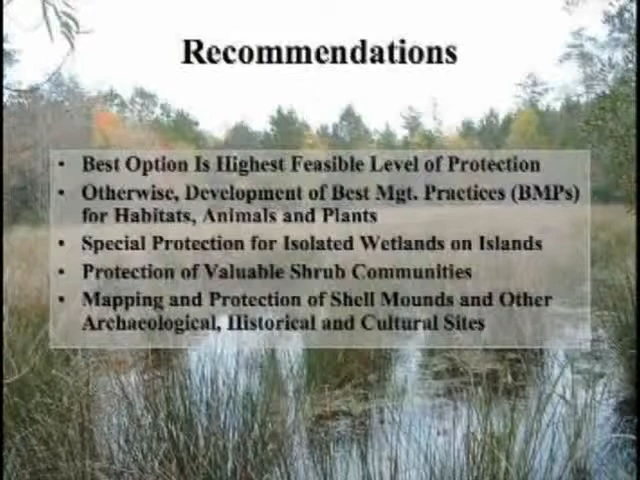 Recommendations
• Best Option Is Highest Feasible Level of Protection
• Otherwise, Development of Best Mgt. Practices (BMPs)
for Habitats, Animals and Plants
• Special Protection for Isolated Wetlands on Islands
• Protection of Valuable Shrub Communities
• Mapping and Protection of Shell Mounds and Other
Archaeological, Historical and Cultural Sites